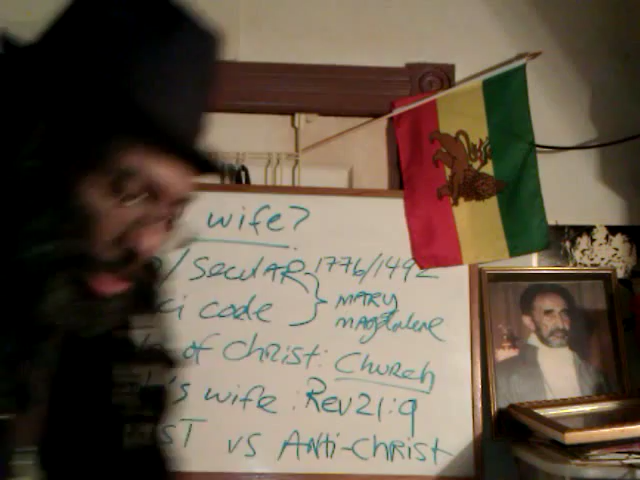 wife?
/Secular 1776/1492
ci code
MARY
magdalene
of Christ: Church
's wife: Rev21:9
ST vs Anti-Christ